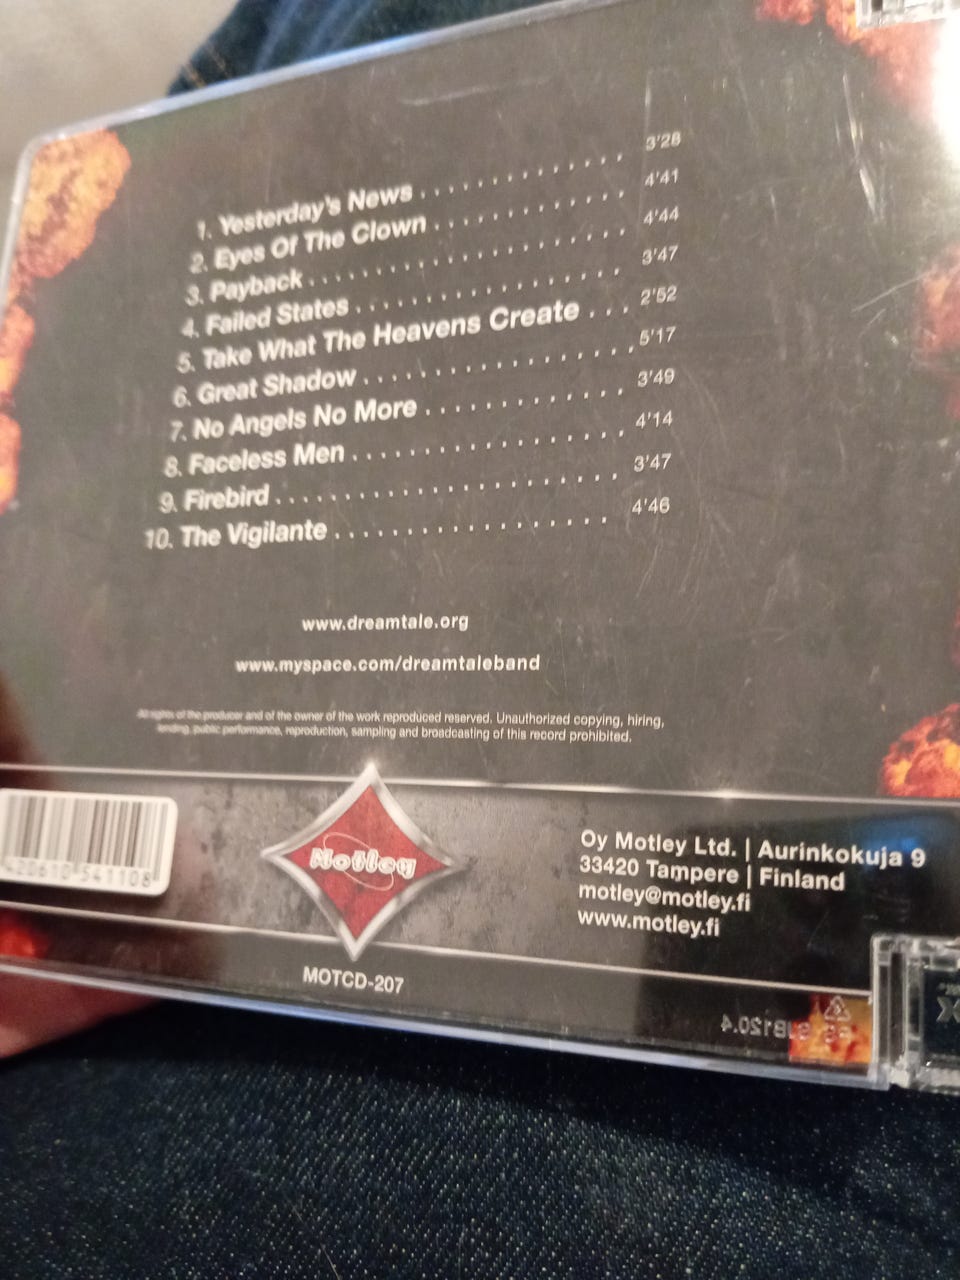 1. Yesterday's News . . . . . . . . . . . . . . . 3'28
2. Eyes Of The Clown . . . . . . . . . . . . . . 4'41
3. Payback . . . . . . . . . . . . . . . . . . . . . . . 4'44
4. Failed States . . . . . . . . . . . . . . . . . . . 3'47
5. Take What The Heavens Create . . . 2'52
6. Great Shadow . . . . . . . . . . . . . . . . . . . 5'17
7. No Angels No More . . . . . . . . . . . . . . 3'49
8. Faceless Men . . . . . . . . . . . . . . . . . . . 4'14
9. Firebird . . . . . . . . . . . . . . . . . . . . . . . . 3'47
10. The Vigilante . . . . . . . . . . . . . . . . . . . 4'46
www.dreamtale.org
www.myspace.com/dreamtaleband
All rights of the producer and of the owner of the work reproduced reserved. Unauthorized copying, hiring,
lending, public performance, reproduction, sampling and broadcasting of this record prohibited.
420610 541108
Motley
Oy Motley Ltd. | Aurinkokuja 9
33420 Tampere | Finland
motley@motley.fi
www.motley.fi
MOTCD-207